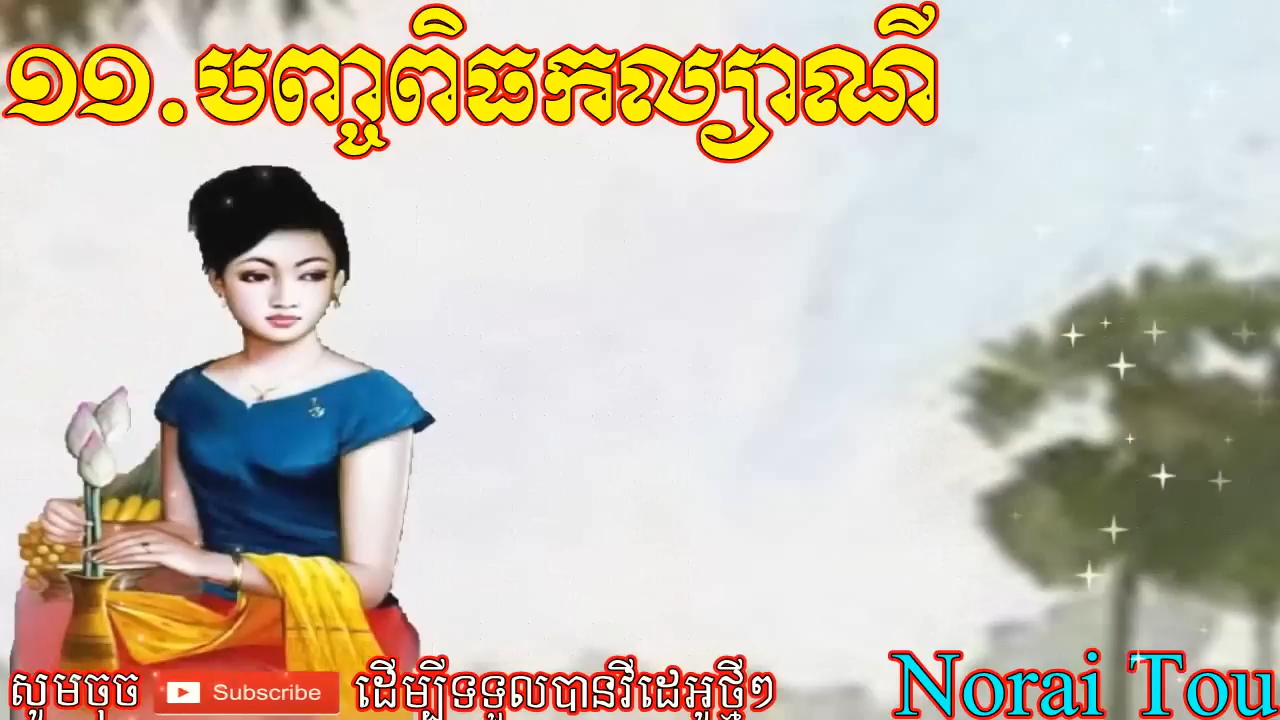 ១១.បញ្ចពិធកល្យាណី
សូមចុច Subscribe ដើម្បីទទួលបានវីដេអូថ្មីៗ
Norai Tou